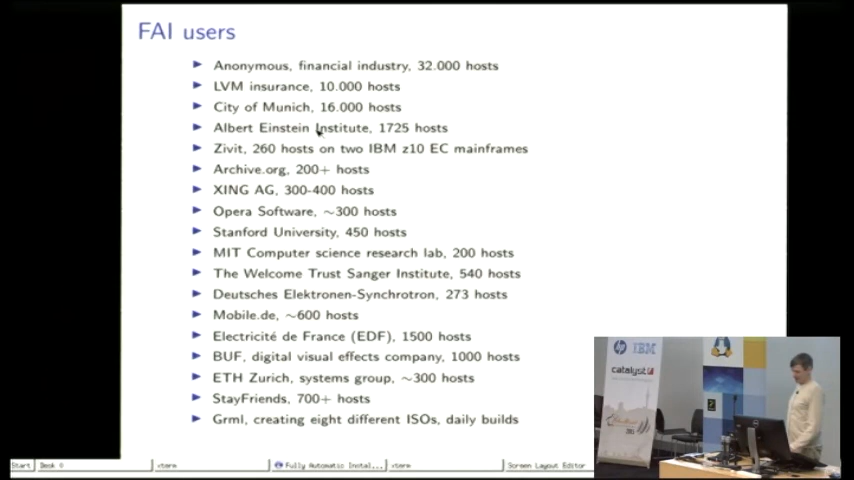 FAI users
Anonymous, financial industry, 32.000 hosts
LVM insurance, 10.000 hosts
City of Munich, 16.000 hosts
Albert Einstein Institute, 1725 hosts
Zivit, 260 hosts on two IBM z10 EC mainframes
Archive.org, 200+ hosts
XING AG, 300-400 hosts
Opera Software, ~300 hosts
Stanford University, 450 hosts
MIT Computer science research lab, 200 hosts
The Welcome Trust Sanger Institute, 540 hosts
Deutsches Elektronen-Synchrotron, 273 hosts
Mobile.de, ~600 hosts
Electricité de France (EDF), 1500 hosts
BUF, digital visual effects company, 1000 hosts
ETH Zurich, systems group, ~300 hosts
StayFriends, 700+ hosts
Grml, creating eight different ISOs, daily builds
hp IBM
catalyst
Start Desk 0 xterm Fully Automatic Instal... xterm Screen Layout Editor